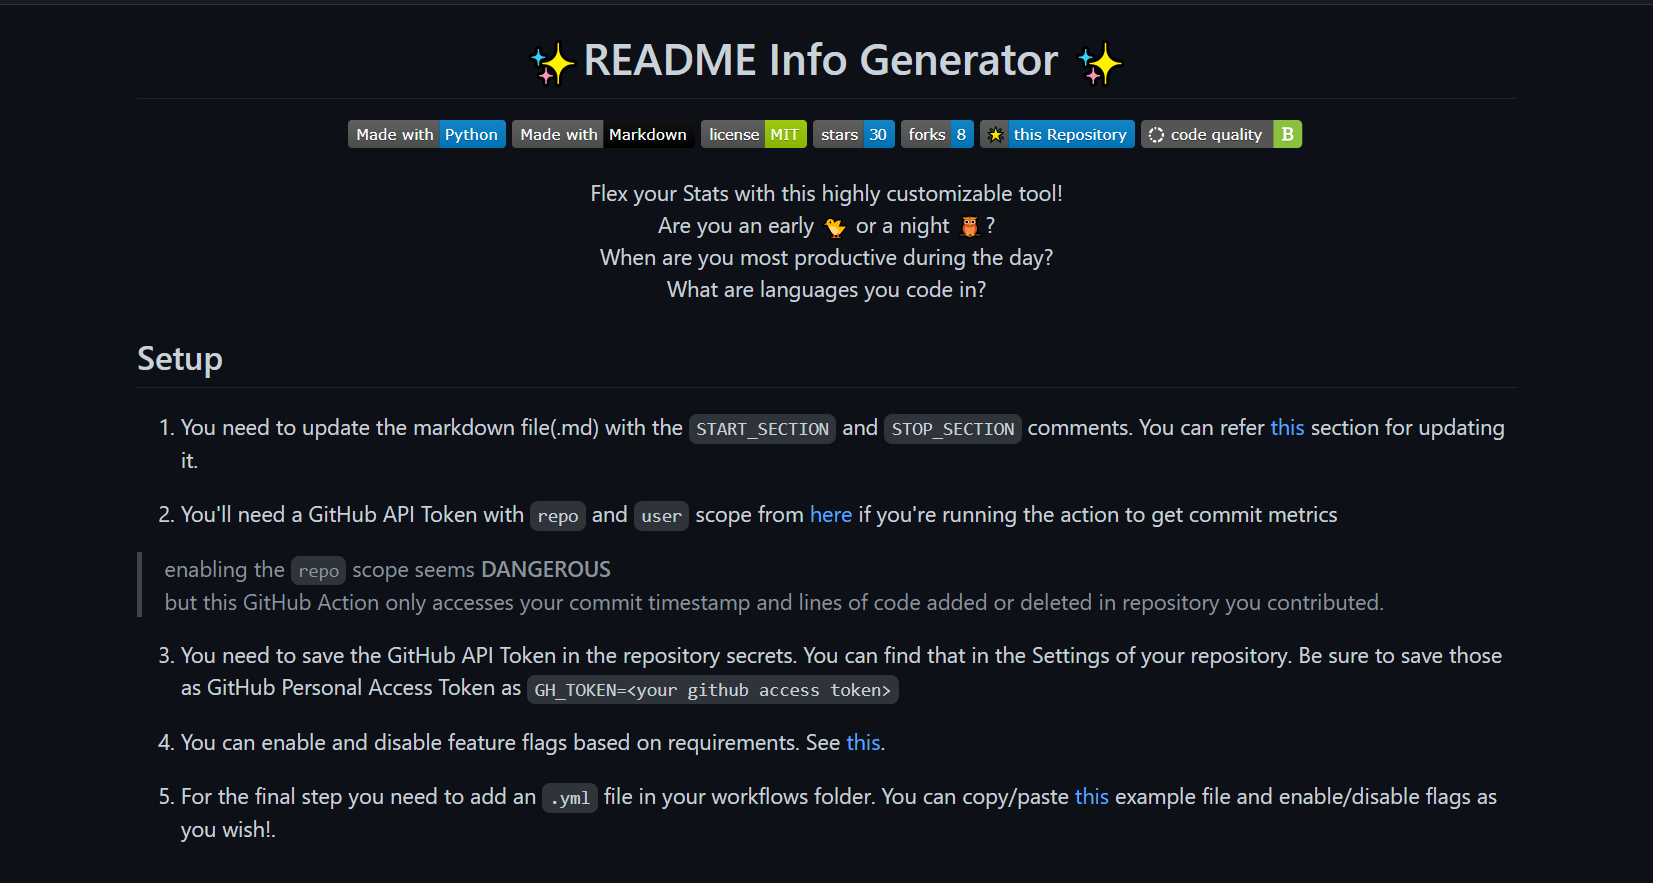 ✨README Info Generator ✨
Made with Python Made with Markdown license MIT stars 30 forks 8 this Repository code quality B
Flex your Stats with this highly customizable tool!
Are you an early 🐤 or a night 🦉?
When are you most productive during the day?
What are languages you code in?
Setup
1. You need to update the markdown file(.md) with the START_SECTION and STOP_SECTION comments. You can refer this section for updating
it.
2. You'll need a GitHub API Token with repo and user scope from here if you're running the action to get commit metrics
enabling the repo scope seems DANGEROUS
but this GitHub Action only accesses your commit timestamp and lines of code added or deleted in repository you contributed.
3. You need to save the GitHub API Token in the repository secrets. You can find that in the Settings of your repository. Be sure to save those
as GitHub Personal Access Token as GH_TOKEN=<your github access token>
4. You can enable and disable feature flags based on requirements. See this.
5. For the final step you need to add an .yml file in your workflows folder. You can copy/paste this example file and enable/disable flags as
you wish!.